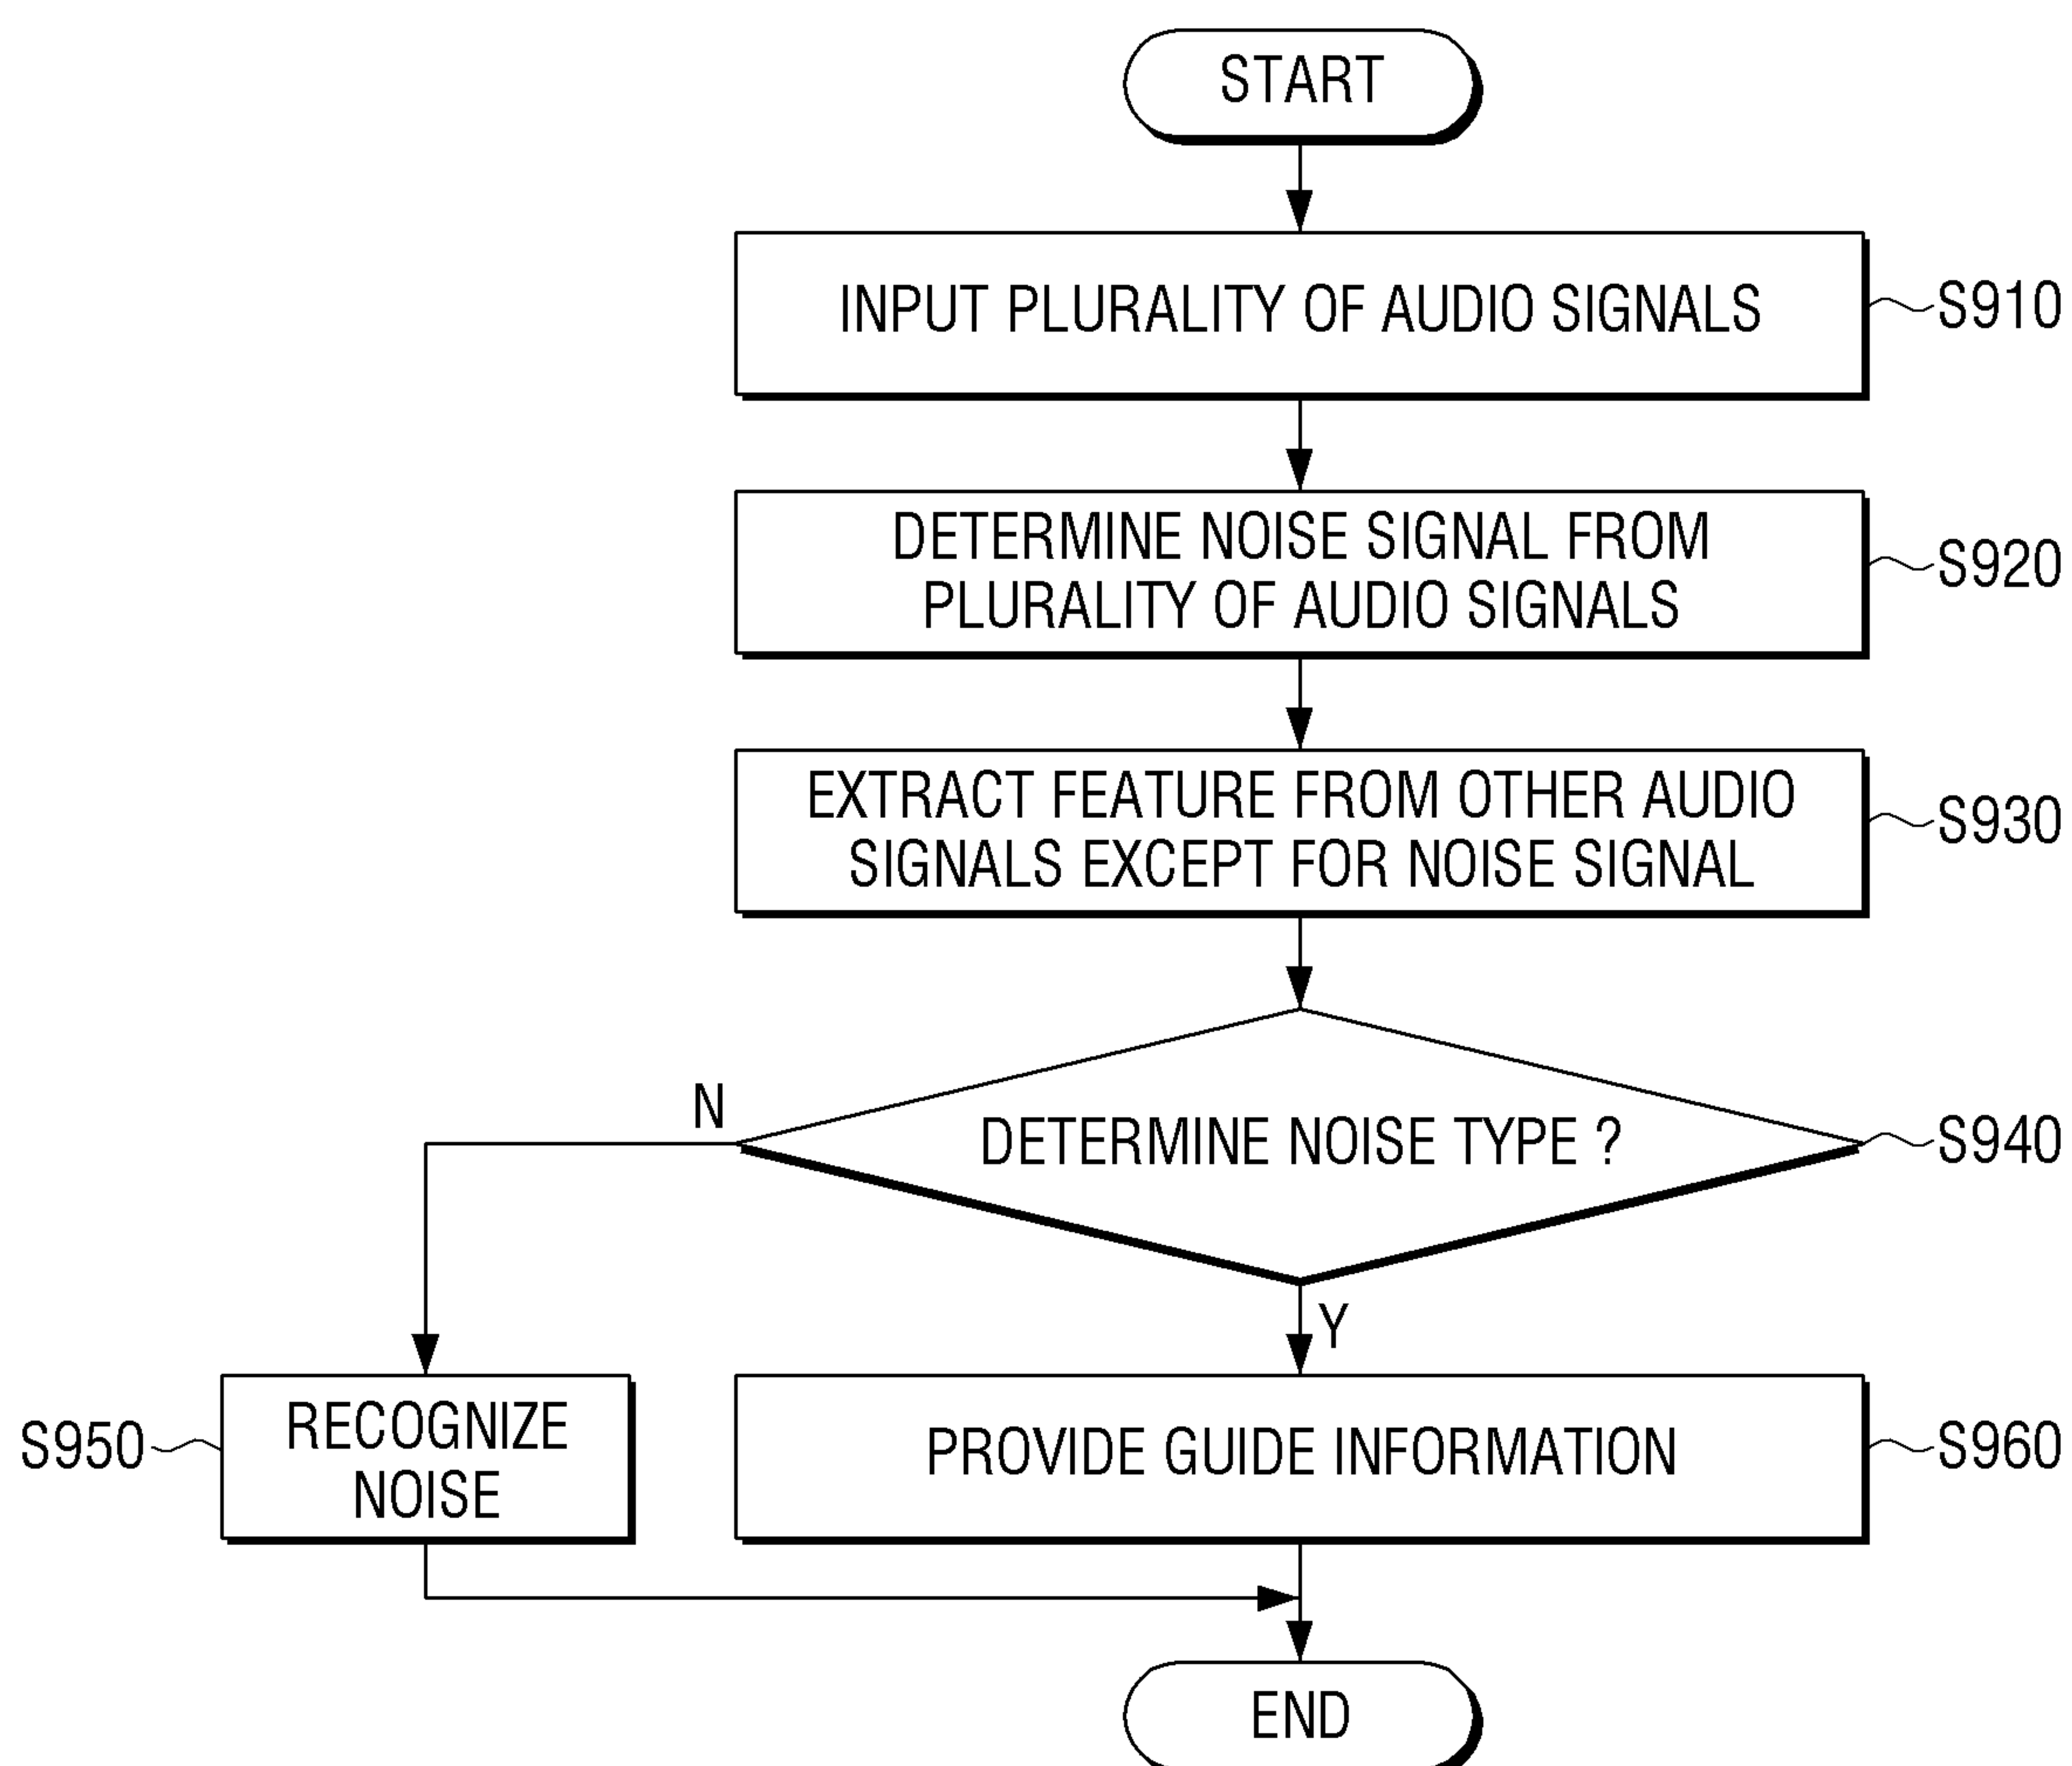 START
INPUT PLURALITY OF AUDIO SIGNALS
S910
DETERMINE NOISE SIGNAL FROM
PLURALITY OF AUDIO SIGNALS
S920
EXTRACT FEATURE FROM OTHER AUDIO
SIGNALS EXCEPT FOR NOISE SIGNAL
S930
N
DETERMINE NOISE TYPE ?
S940
Y
S950
RECOGNIZE
NOISE
PROVIDE GUIDE INFORMATION
S960
END